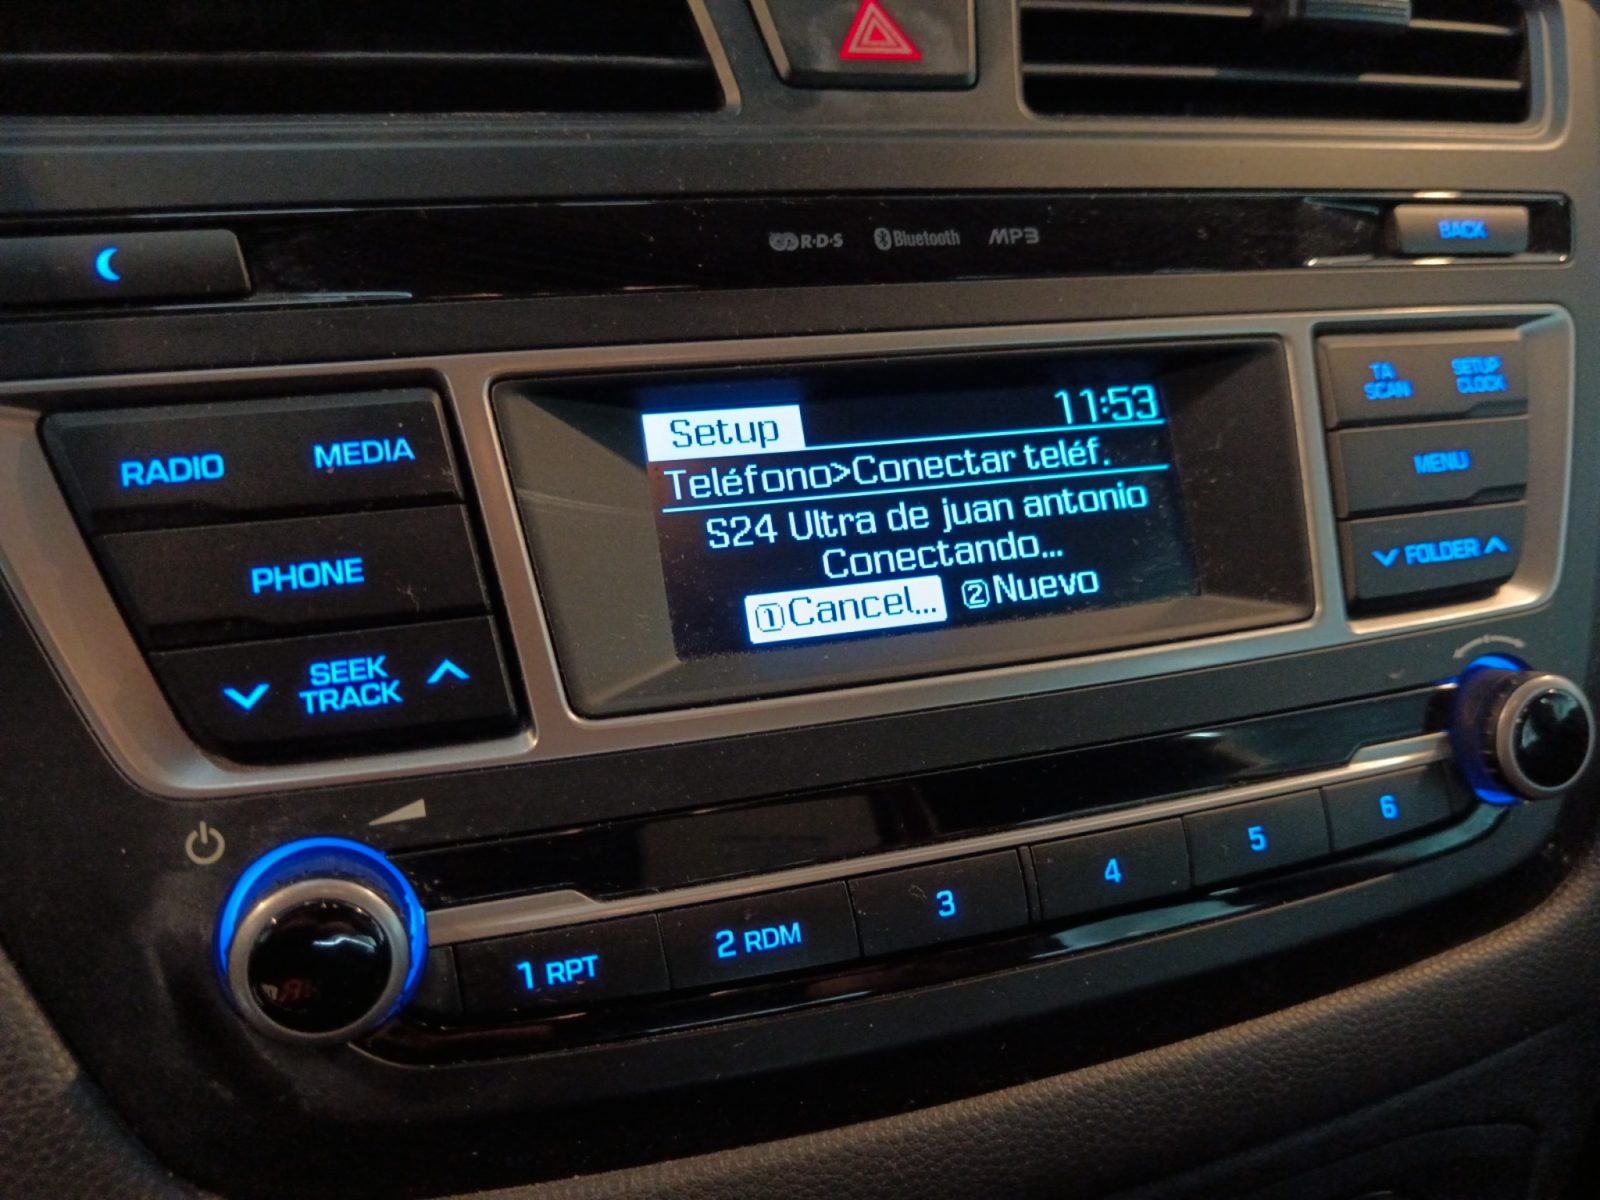 R·D·S Bluetooth MP3
BACK
RADIO MEDIA
PHONE
SEEK
TRACK
Setup 11:53
Teléfono>Conectar teléf.
S24 Ultra de juan antonio
Conectando...
1Cancel... 2Nuevo
TA
SCAN
SETUP
CLOCK
MENU
FOLDER
1 RPT
2 RDM
3
4
5
6